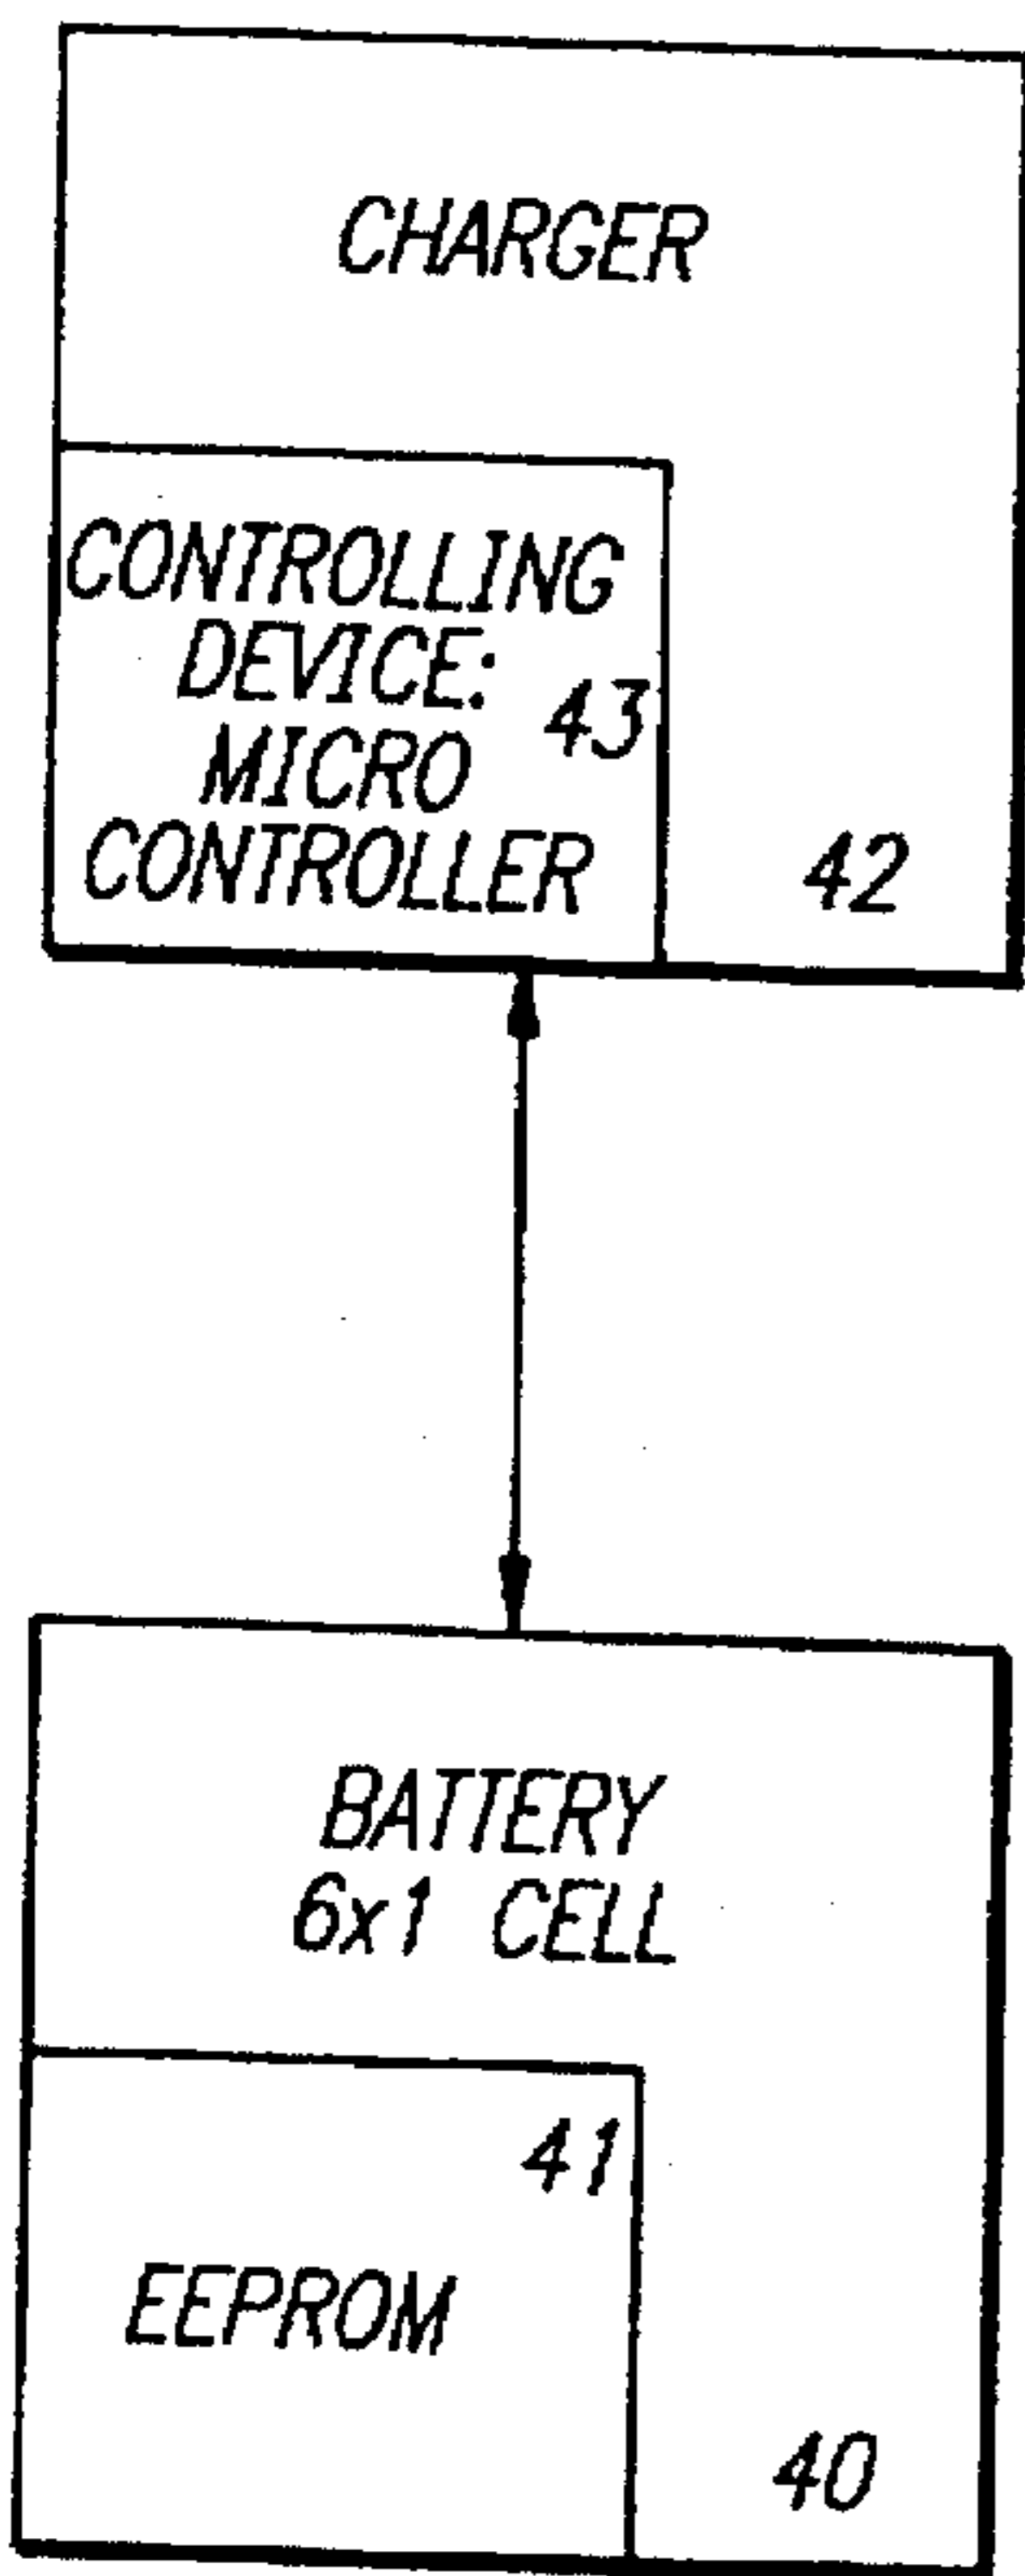 CHARGER
CONTROLLING
DEVICE:
43
MICRO
CONTROLLER
42
BATTERY
6x1 CELL
41
EEPROM
40